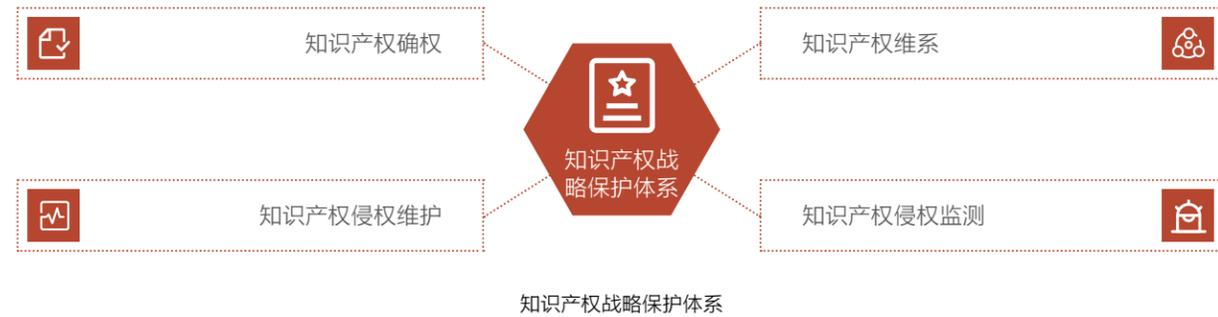 知识产权确权
知识产权维系
知识产权战
略保护体系
知识产权侵权维护
知识产权侵权监测
知识产权战略保护体系